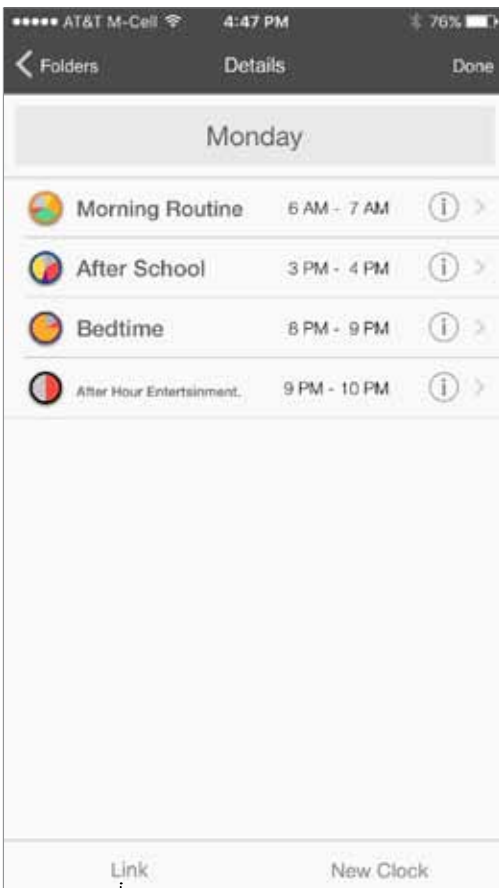 AT&T M-Cell 4:47 PM 76%
Folders Details Done
Monday
Morning Routine 6 AM - 7 AM
After School 3 PM - 4 PM
Bedtime 8 PM - 9 PM
After Hour Entertainment. 9 PM - 10 PM
Link New Clock